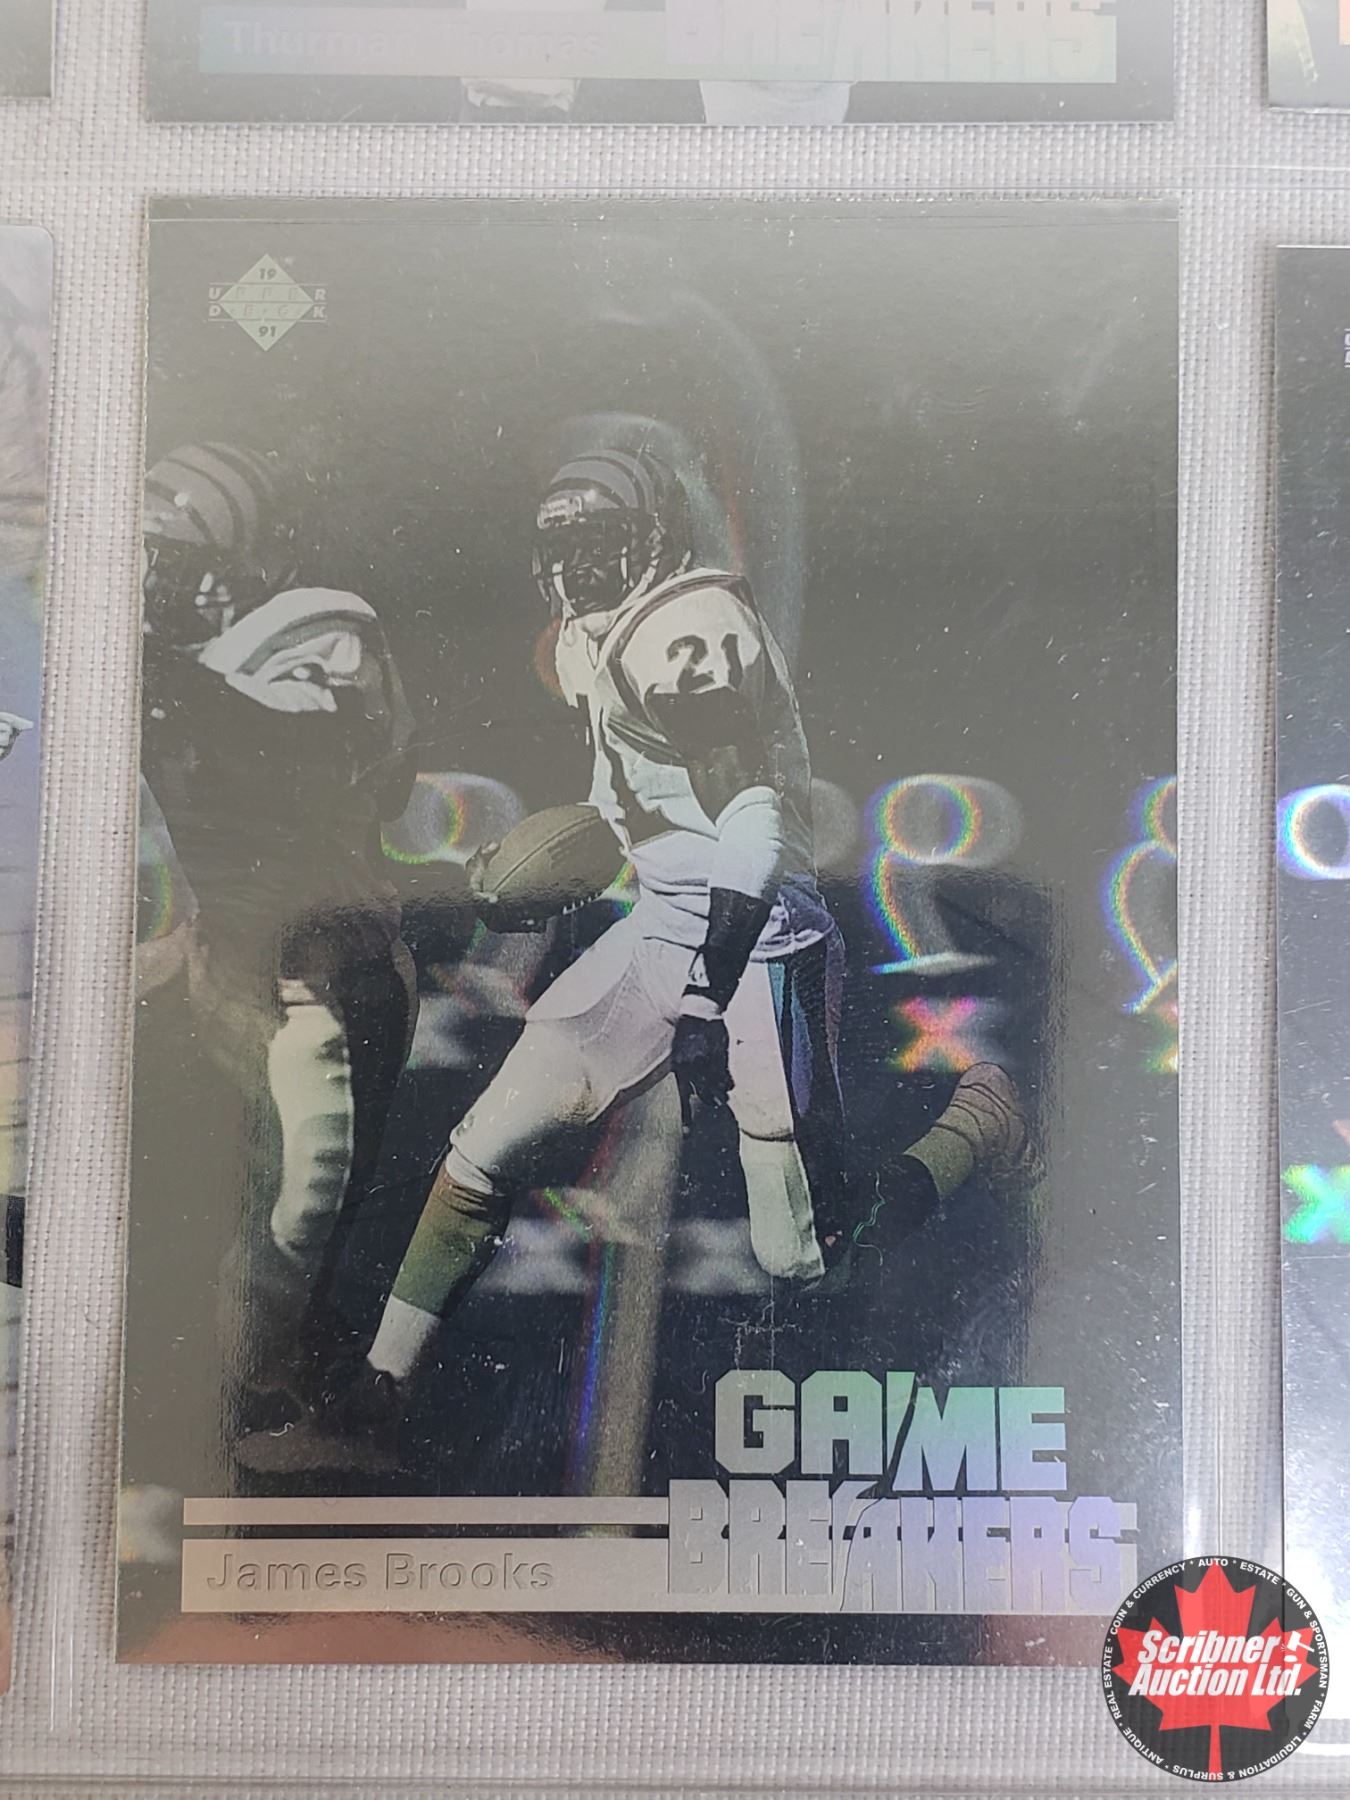 Thurman Thomas
BREAKERS
19
UPPER
DECK
91
21
GAME
BREAKERS
James Brooks
Scribner
Auction Ltd.
COIN & CURRENCY * AUTO * ESTATE * GUN & SPORTSMAN * FARM * LIQUIDATION & SURPLUS * ANTIQUE * REAL ESTATE *